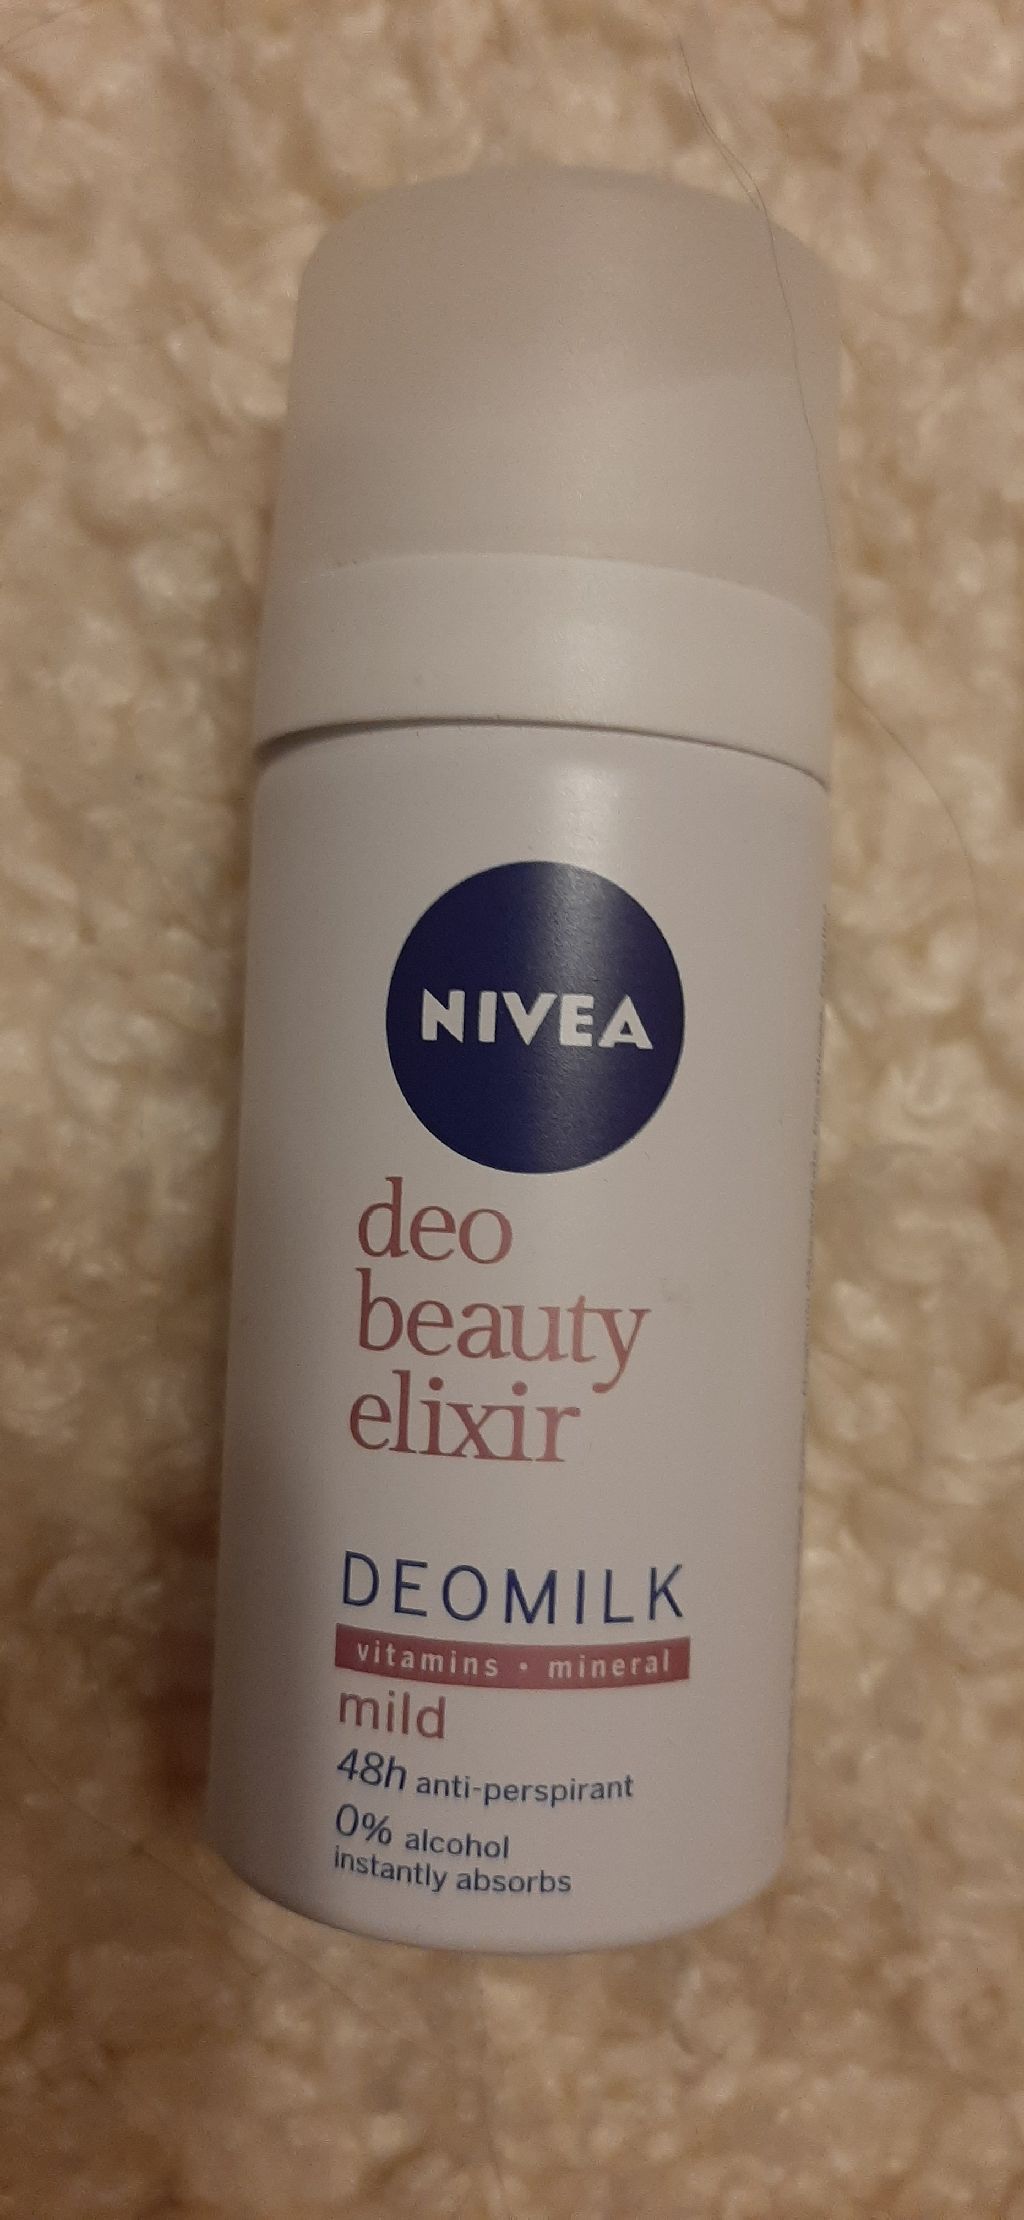 NIVEA
deo
beauty
elixir
DEOMILK
vitamins • mineral
mild
48h anti-perspirant
0% alcohol
instantly absorbs